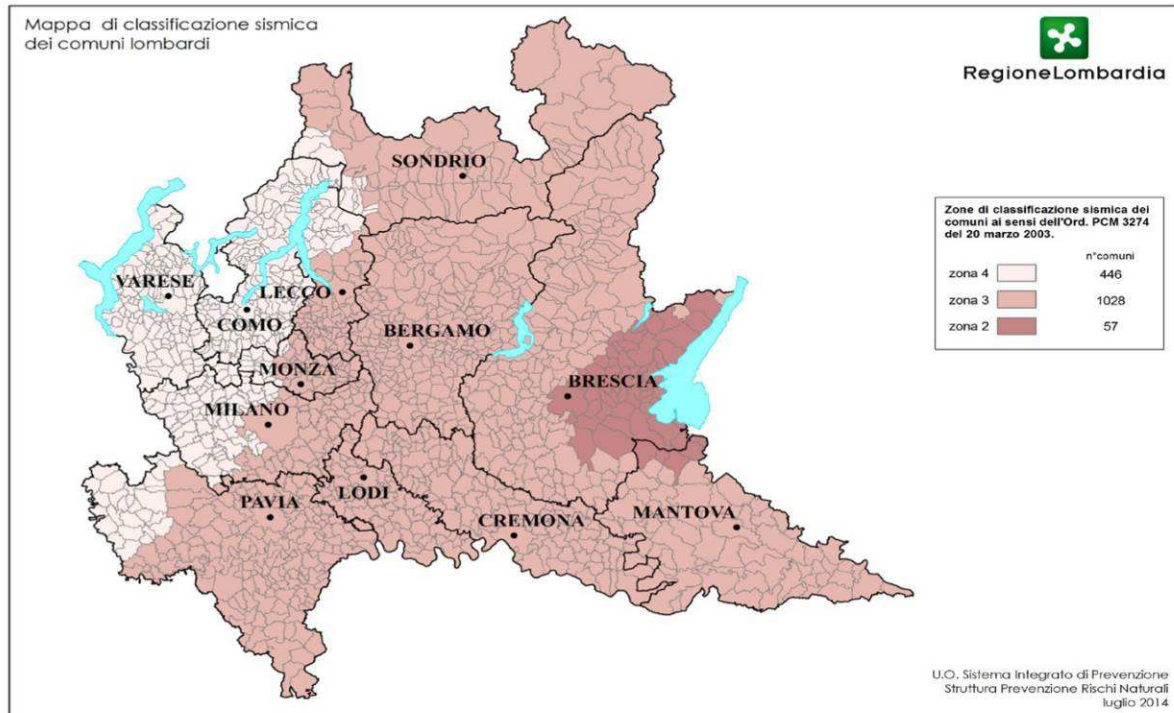 Mappa di classificazione sismica
dei comuni lombardi
RegioneLombardia
SONDRIO
VARESE
LECCO
COMO
BERGAMO
MONZA
BRESCIA
MILANO
LODI
PAVIA
CREMONA
MANTOVA
Zone di classificazione sismica dei
comuni ai sensi dell'Ord. PCM 3274
del 20 marzo 2003.
n°comuni
zona 4 446
zona 3 1028
zona 2 57
U.O. Sistema Integrato di Prevenzione
Struttura Prevenzione Rischi Naturali
luglio 2014